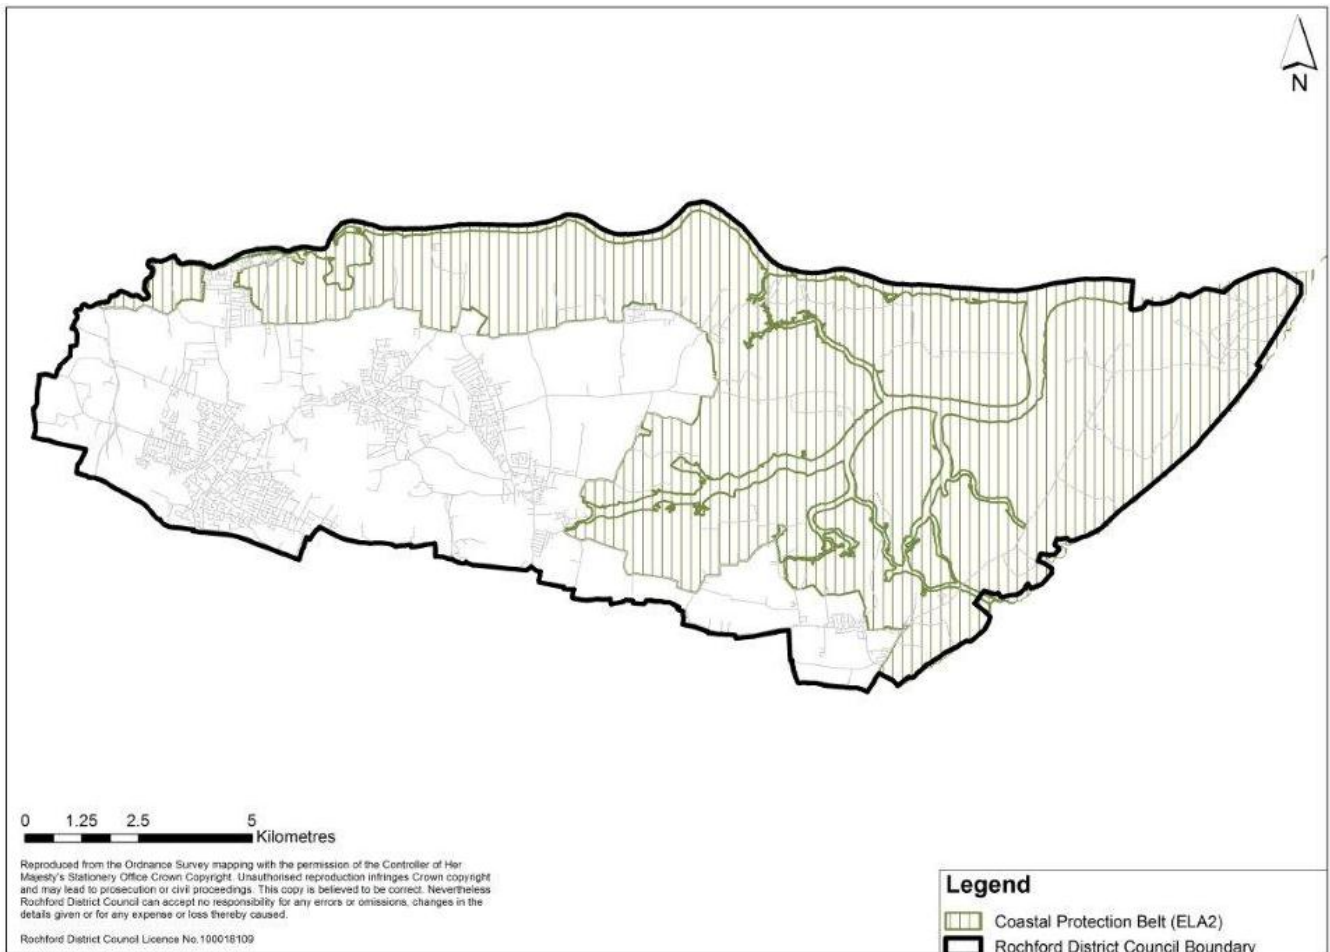 N
0 1.25 2.5 5
Kilometres
Reproduced from the Ordnance Survey mapping with the permission of the Controller of Her
Majesty's Stationery Office Crown Copyright. Unauthorised reproduction infringes Crown copyright
and may lead to prosecution or civil proceedings. This copy is believed to be correct. Nevertheless
Rochford District Council can accept no responsibility for any errors or omissions, changes in the
details given or for any expense or loss thereby caused.
Rochford District Council Licence No.100018109
Legend
Coastal Protection Belt (ELA2)
Rochford District Council Boundary